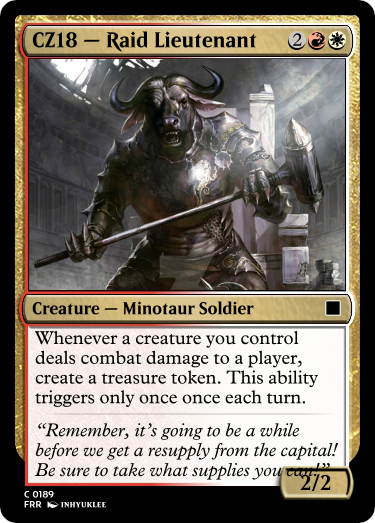 CZ18 — Raid Lieutenant 2
Creature — Minotaur Soldier
Whenever a creature you control
deals combat damage to a player,
create a treasure token. This ability
triggers only once once each turn.
“Remember, it's going to be a while
before we get a resupply from the capital!
Be sure to take what supplies you can!”
2/2
C 0189
FRR INHYUKLEE